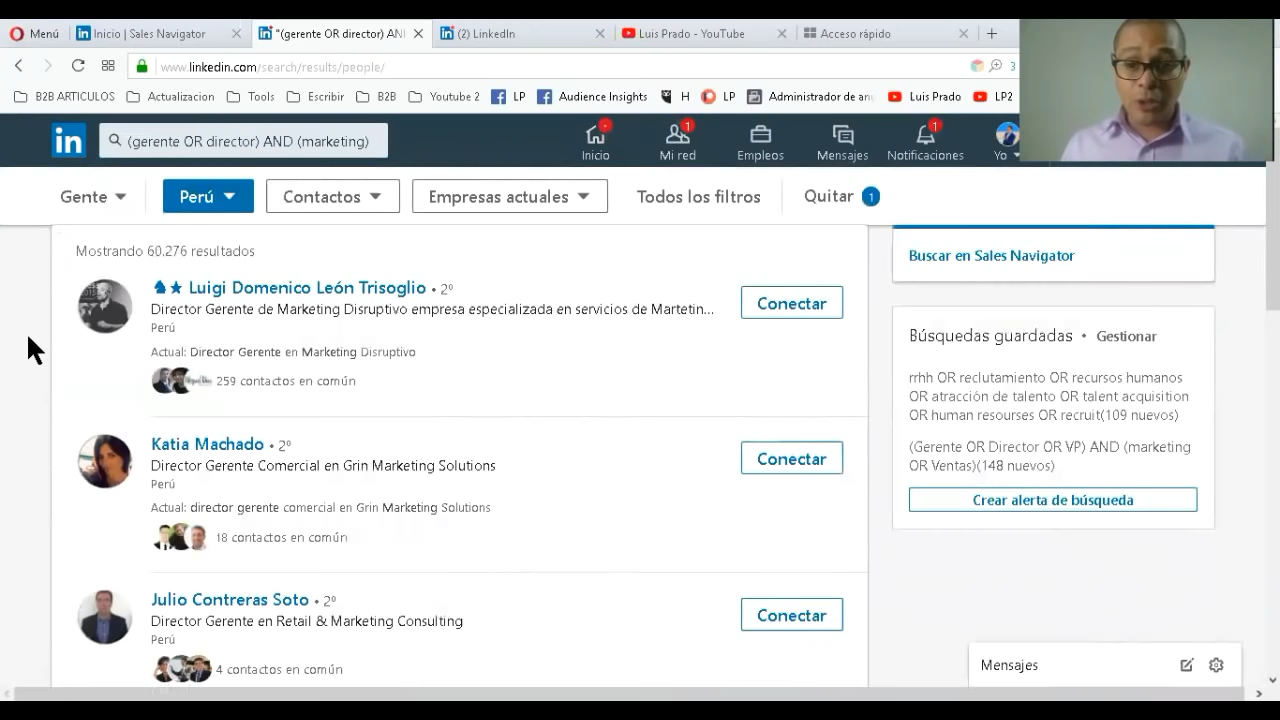 Menú
Inicio | Sales Navigator
"(gerente OR director) ANI
(2) LinkedIn
Luis Prado - YouTube
Acceso rápido
www.linkedin.com/search/results/people/
3
B2B ARTICULOS
Actualizacion
Tools
Escribir
B2B
Youtube 2
LP
Audience Insights
H
LP
Administrador de an
Luis Prado
LP2
in
(gerente OR director) AND (marketing)
Inicio
1
Mi red
Empleos
Mensajes
1
Notificaciones
Yo
Gente
Perú
Contactos
Empresas actuales
Todos los filtros
Quitar 1
Mostrando 60.276 resultados
Luigi Domenico León Trisoglio • 2º
Director Gerente de Marketing Disruptivo empresa especializada en servicios de Martetin...
Perú
Actual: Director Gerente en Marketing Disruptivo
259 contactos en común
Conectar
Katia Machado • 2º
Director Gerente Comercial en Grin Marketing Solutions
Perú
Actual: director gerente comercial en Grin Marketing Solutions
18 contactos en común
Conectar
Julio Contreras Soto • 2º
Director Gerente en Retail & Marketing Consulting
Perú
4 contactos en común
Conectar
Buscar en Sales Navigator
Búsquedas guardadas • Gestionar
rrhh OR reclutamiento OR recursos humanos
OR atracción de talento OR talent acquisition
OR human resourses OR recruit(109 nuevos)
(Gerente OR Director OR VP) AND (marketing
OR Ventas)(148 nuevos)
Crear alerta de búsqueda
Mensajes